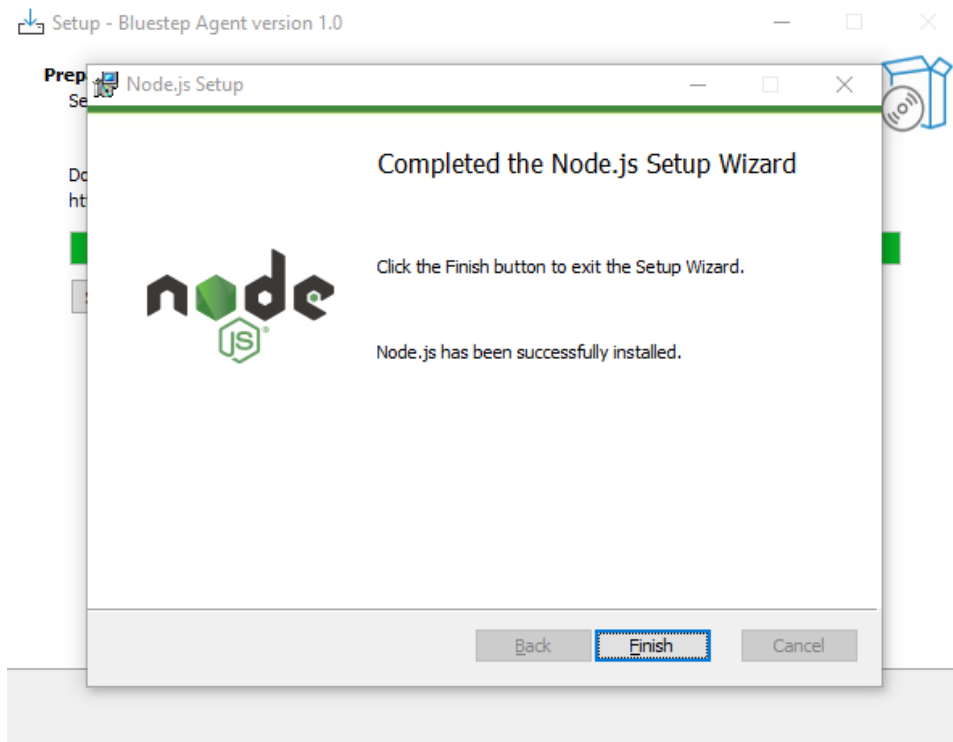 Setup - Bluestep Agent version 1.0
Node.js Setup
Completed the Node.js Setup Wizard
Click the Finish button to exit the Setup Wizard.
node
JS
Node.js has been successfully installed.
Back
Finish
Cancel